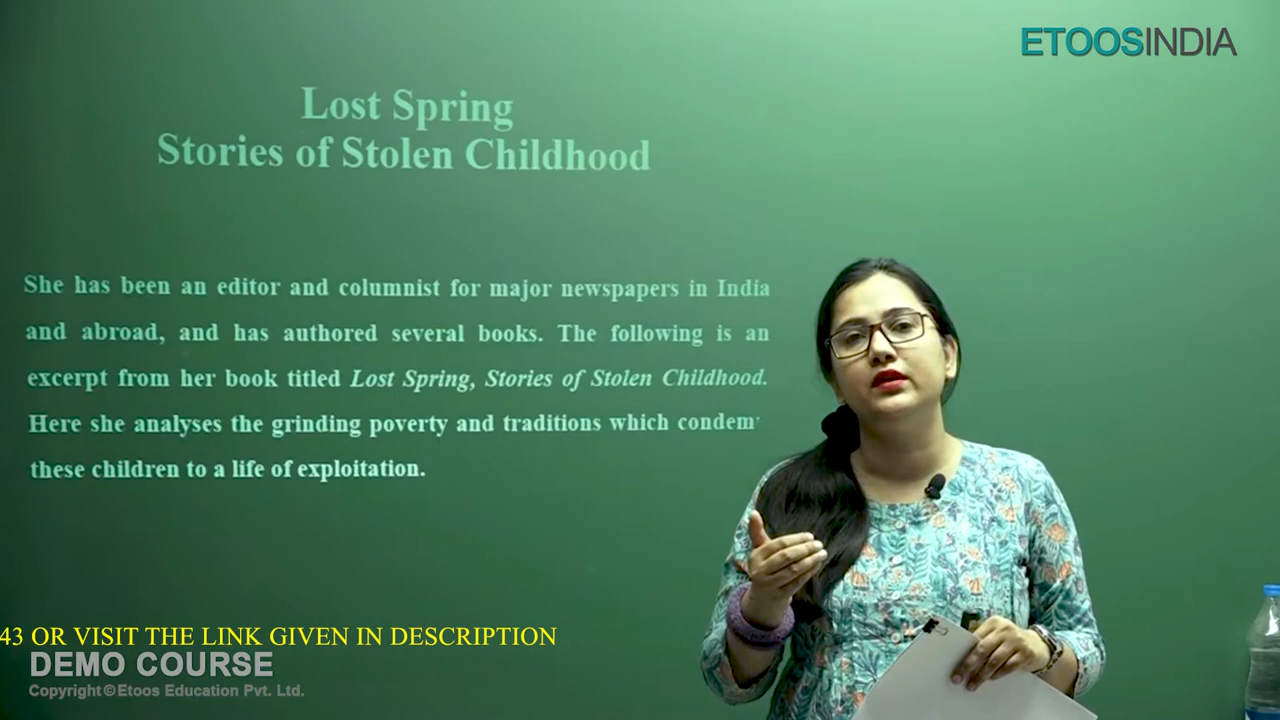 ETOOSINDIA
Lost Spring
Stories of Stolen Childhood
She has been an editor and columnist for major newspapers in India
and abroad, and has authored several books. The following is an
excerpt from her book titled Lost Spring, Stories of Stolen Childhood.
Here she analyses the grinding poverty and traditions which condem
these children to a life of exploitation.
43 OR VISIT THE LINK GIVEN IN DESCRIPTION
DEMO COURSE
Copyright © Etoos Education Pvt. Ltd.